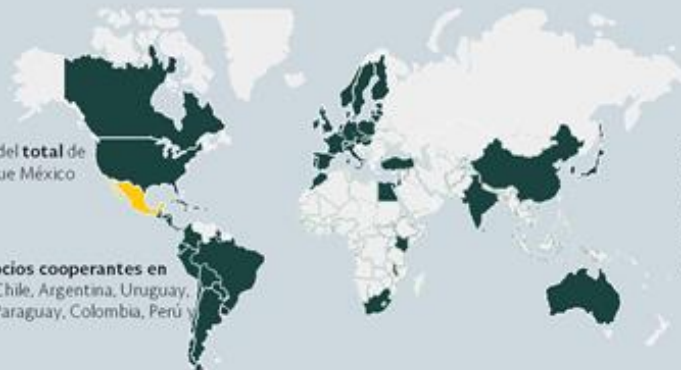 del total de
ue México
ocios cooperantes en
Chile, Argentina, Uruguay,
Paraguay, Colombia, Perú y